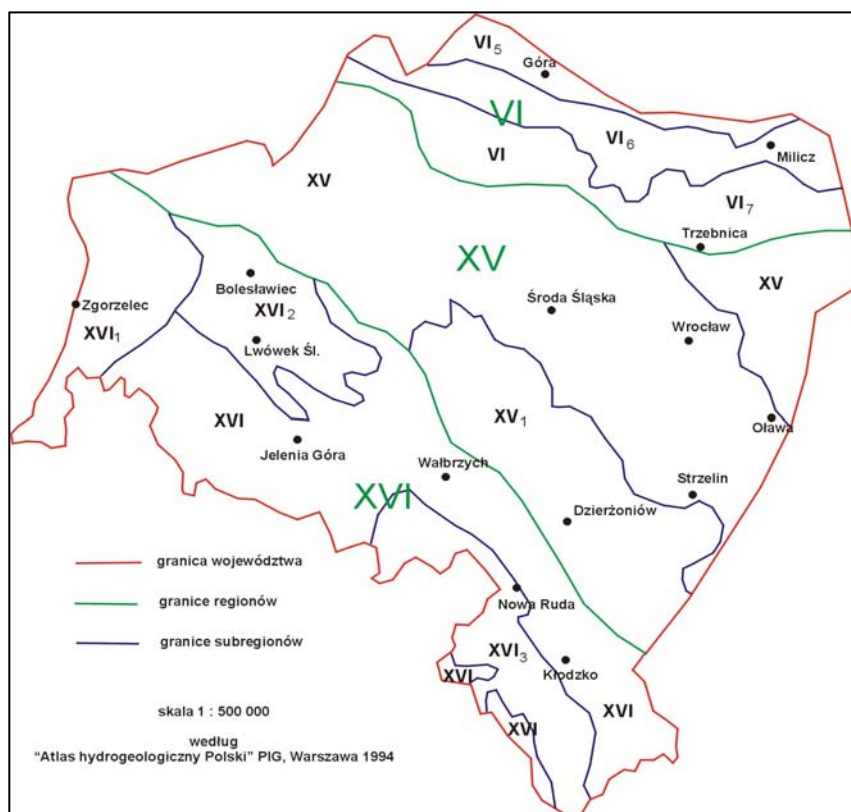 VI5
Góra
VI
VI6
VI
Milicz
XV
VI7
Trzebnica
XV
XV
Bolesławiec
Środa Śląska
Zgorzelec
XVI2
XVI1
Wrocław
Lwówek Śl.
XV1
XVI
Oława
Jelenia Góra
Wałbrzych
Strzelin
XVI
Dzierżoniów
granica województwa
Nowa Ruda
granice regionów
granice subregionów
XVI3
XVI
Kłodzko
skala 1 : 500 000
XVI
XVI
według
“Atlas hydrogeologiczny Polski” PIG, Warszawa 1994